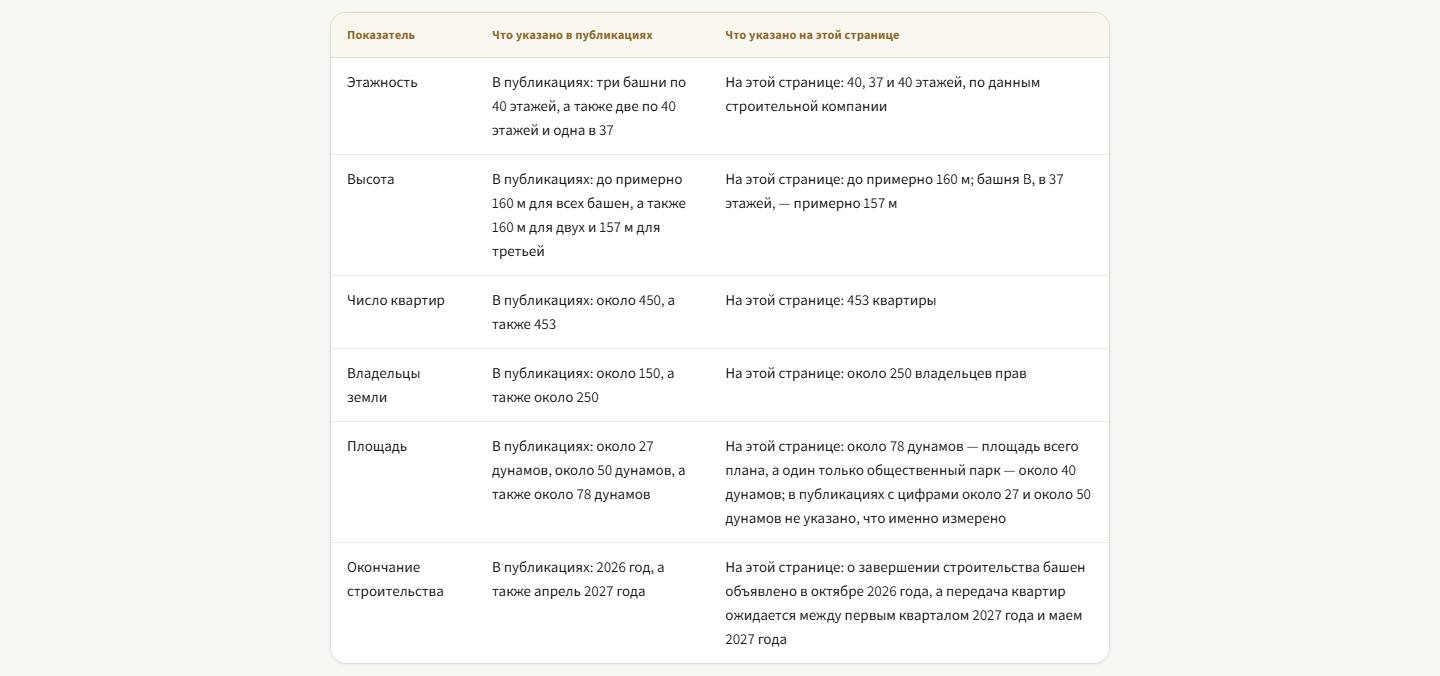 Показатель
Что указано в публикациях
Что указано на этой странице
Этажность
В публикациях: три башни по
40 этажей, а также две по 40
этажей и одна в 37
На этой странице: 40, 37 и 40 этажей, по данным
строительной компании
Высота
В публикациях: до примерно
160 м для всех башен, а также
160 м для двух и 157 м для
третьей
На этой странице: до примерно 160 м; башня B, в 37
этажей, — примерно 157 м
Число квартир
В публикациях: около 450, а
также 453
На этой странице: 453 квартиры
Владельцы
земли
В публикациях: около 150, а
также около 250
На этой странице: около 250 владельцев прав
Площадь
В публикациях: около 27
дунамов, около 50 дунамов, а
также около 78 дунамов
На этой странице: около 78 дунамов — площадь всего
плана, а один только общественный парк — около 40
дунамов; в публикациях с цифрами около 27 и около 50
дунамов не указано, что именно измерено
Окончание
строительства
В публикациях: 2026 год, а
также апрель 2027 года
На этой странице: о завершении строительства башен
объявлено в октябре 2026 года, а передача квартир
ожидается между первым кварталом 2027 года и маем
2027 года